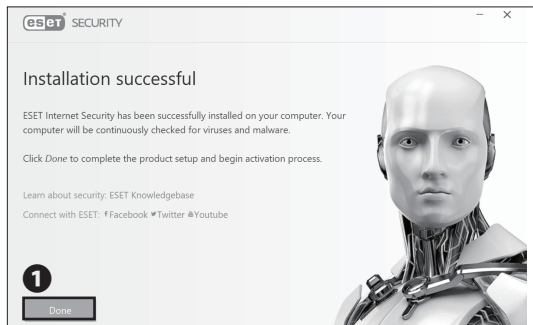 eset SECURITY
Installation successful
ESET Internet Security has been successfully installed on your computer. Your
computer will be continuously checked for viruses and malware.
Click Done to complete the product setup and begin activation process.
Learn about security: ESET Knowledgebase
Connect with ESET: Facebook Twitter Youtube
1
Done